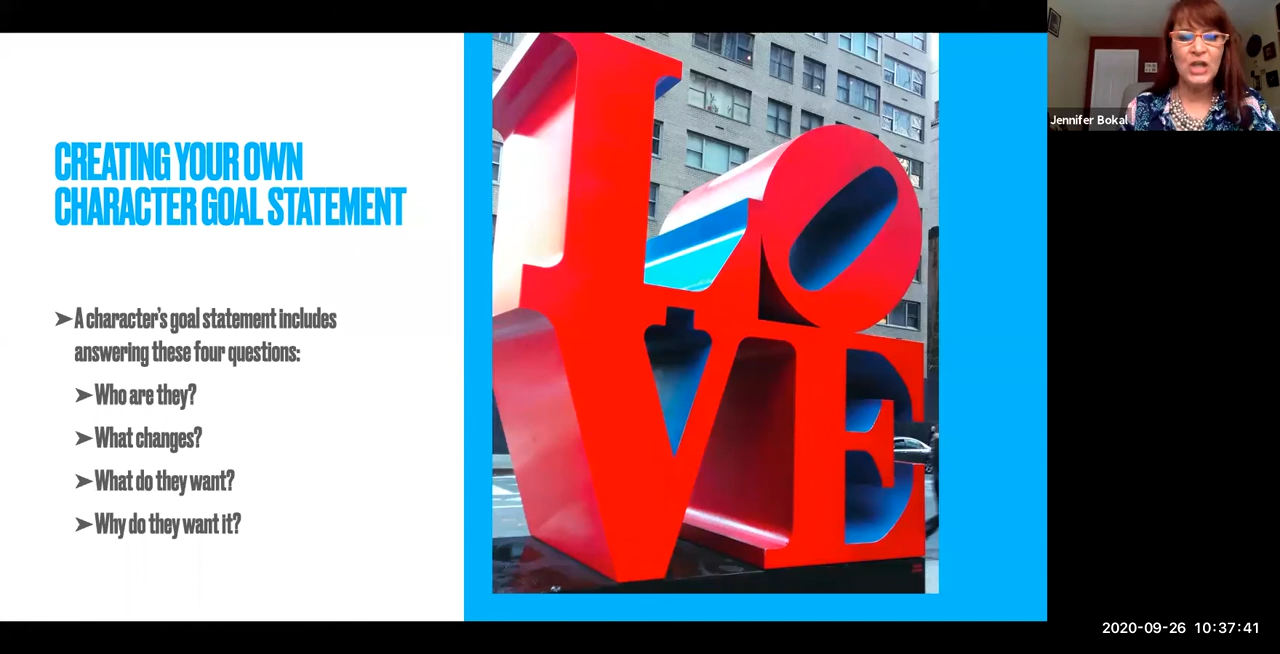 CREATING YOUR OWN
CHARACTER GOAL STATEMENT
➤A character's goal statement includes
answering these four questions:
➤Who are they?
➤What changes?
➤What do they want?
➤Why do they want it?
LO
VE
Jennifer Bokal
2020-09-26 10:37:41